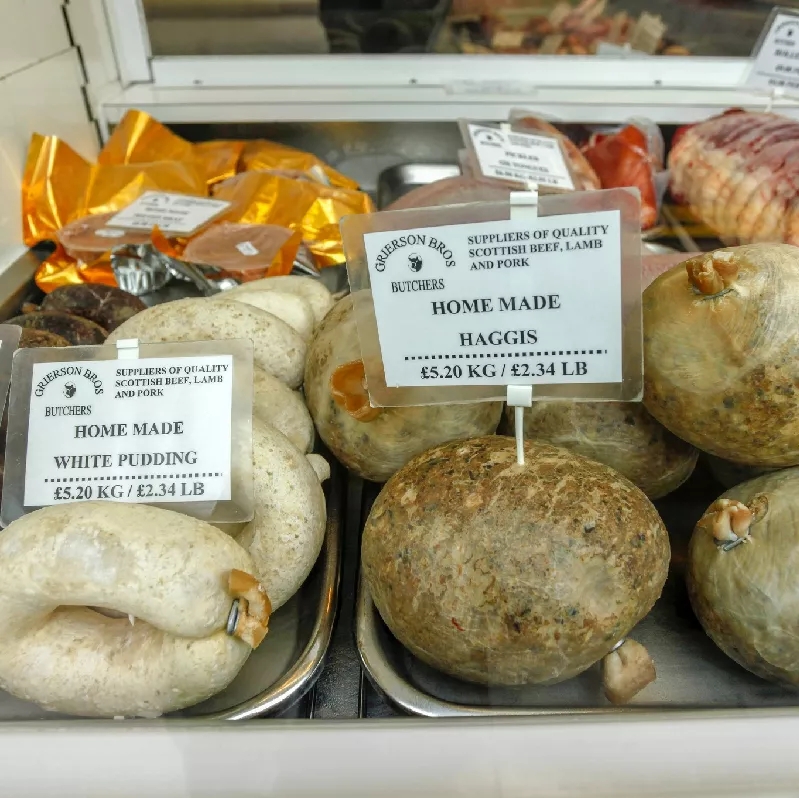 GRIERSON BROS
BUTCHERS
SUPPLIERS OF QUALITY
SCOTTISH BEEF, LAMB
AND PORK
HOME MADE
HAGGIS
£5.20 KG / £2.34 LB
GRIERSON BROS
BUTCHERS
SUPPLIERS OF QUALITY
SCOTTISH BEEF, LAMB
AND PORK
HOME MADE
WHITE PUDDING
£5.20 KG / £2.34 LB